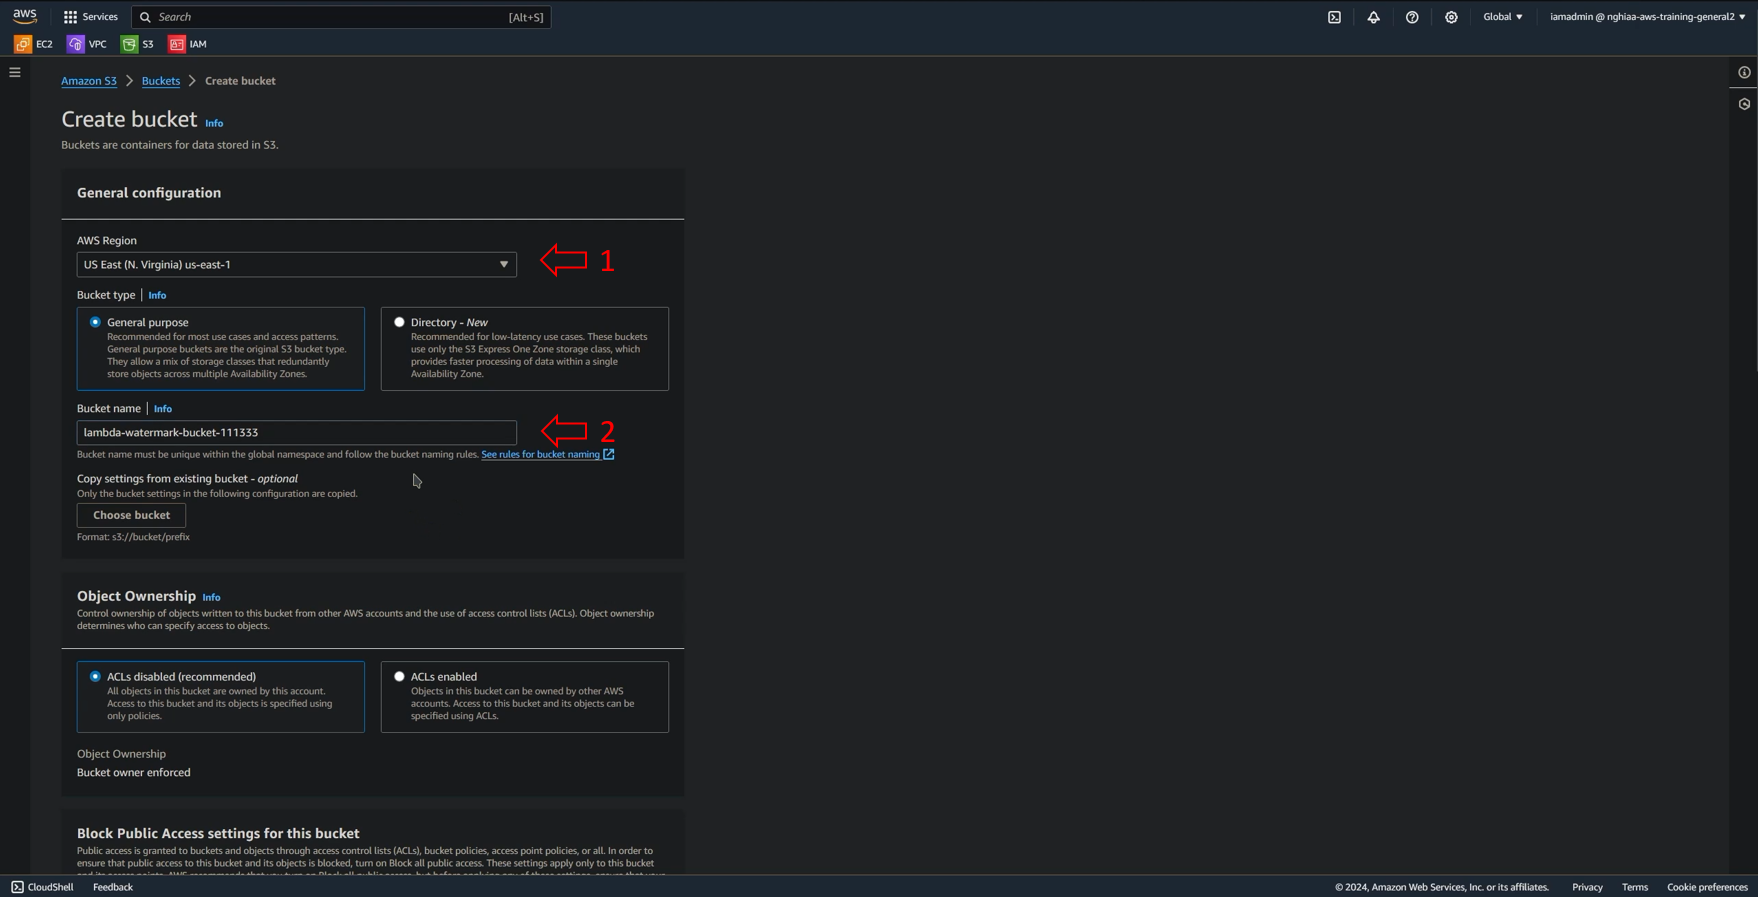 aws
Services
Search
[Alt+S]
Global
iamadmin @ nghiaa-aws-training-general2
EC2
VPC
S3
IAM
Amazon S3 > Buckets > Create bucket
Create bucket Info
Buckets are containers for data stored in S3.
General configuration
AWS Region
US East (N. Virginia) us-east-1
1
Bucket type | Info
General purpose
Recommended for most use cases and access patterns.
General purpose buckets are the original S3 bucket type.
They allow a mix of storage classes that redundantly
store objects across multiple Availability Zones.
Directory - New
Recommended for low-latency use cases. These buckets
use only the S3 Express One Zone storage class, which
provides faster processing of data within a single
Availability Zone.
Bucket name | Info
lambda-watermark-bucket-111333
2
Bucket name must be unique within the global namespace and follow the bucket naming rules. See rules for bucket naming
Copy settings from existing bucket - optional
Only the bucket settings in the following configuration are copied.
Choose bucket
Format: s3://bucket/prefix
Object Ownership Info
Control ownership of objects written to this bucket from other AWS accounts and the use of access control lists (ACLs). Object ownership
determines who can specify access to objects.
ACLs disabled (recommended)
All objects in this bucket are owned by this account.
Access to this bucket and its objects is specified using
only policies.
ACLs enabled
Objects in this bucket can be owned by other AWS
accounts. Access to this bucket and its objects can be
specified using ACLs.
Object Ownership
Bucket owner enforced
Block Public Access settings for this bucket
Public access is granted to buckets and objects through access control lists (ACLs), bucket policies, access point policies, or all. In order to
ensure that public access to this bucket and its objects is blocked, turn on Block all public access. These settings apply only to this bucket
CloudShell
Feedback
© 2024, Amazon Web Services, Inc. or its affiliates.
Privacy
Terms
Cookie preferences